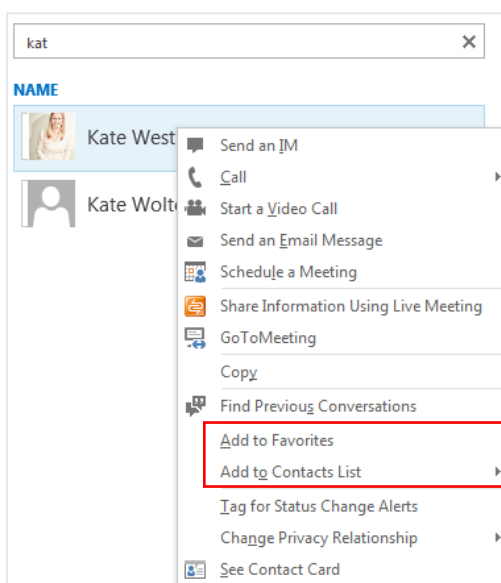 kat
NAME
Kate West
Kate Wolt
Send an IM
Call
Start a Video Call
Send an Email Message
Schedule a Meeting
Share Information Using Live Meeting
GoToMeeting
Copy
Find Previous Conversations
Add to Favorites
Add to Contacts List
Tag for Status Change Alerts
Change Privacy Relationship
See Contact Card